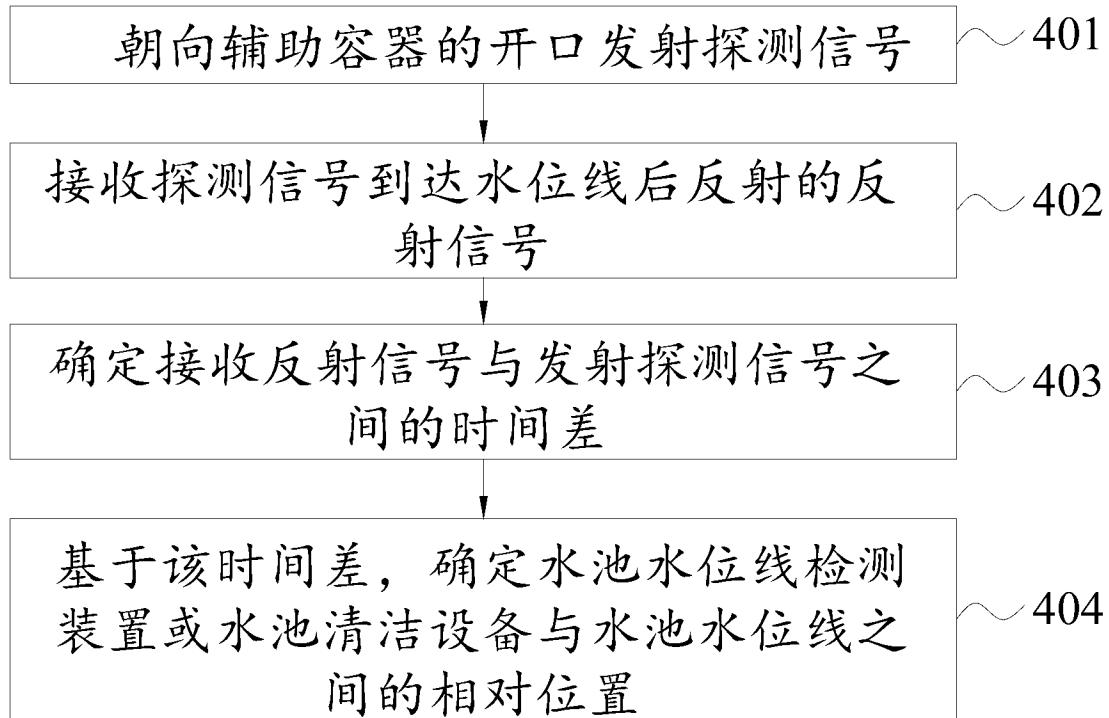 朝向辅助容器的开口发射探测信号
401
接收探测信号到达水位线后反射的反
射信号
402
确定接收反射信号与发射探测信号之
间的时间差
403
基于该时间差，确定水池水位线检测
装置或水池清洁设备与水池水位线之
间的相对位置
404